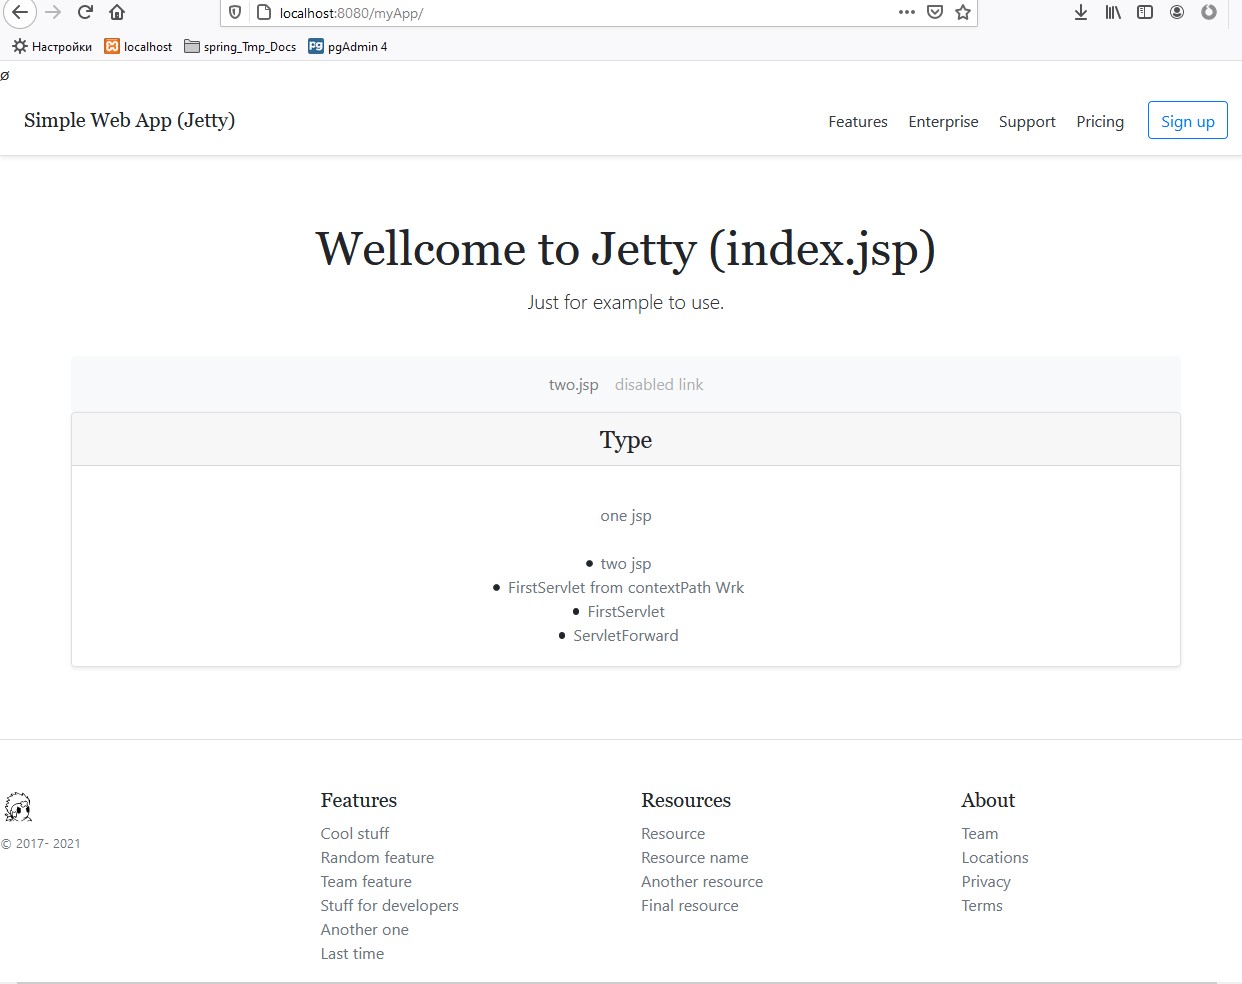 localhost:8080/myApp/
Настройки localhost spring_Tmp_Docs pgAdmin 4
ø
Simple Web App (Jetty) Features Enterprise Support Pricing Sign up
Wellcome to Jetty (index.jsp)
Just for example to use.
two.jsp disabled link
Type
one jsp
two jsp
FirstServlet from contextPath Wrk
FirstServlet
ServletForward
© 2017- 2021
Features
Cool stuff
Random feature
Team feature
Stuff for developers
Another one
Last time
Resources
Resource
Resource name
Another resource
Final resource
About
Team
Locations
Privacy
Terms